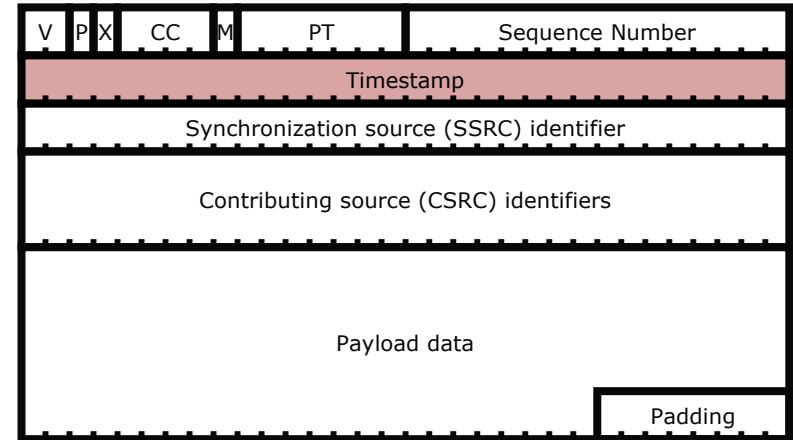 V P X CC M PT Sequence Number
Timestamp
Synchronization source (SSRC) identifier
Contributing source (CSRC) identifiers
Payload data
Padding